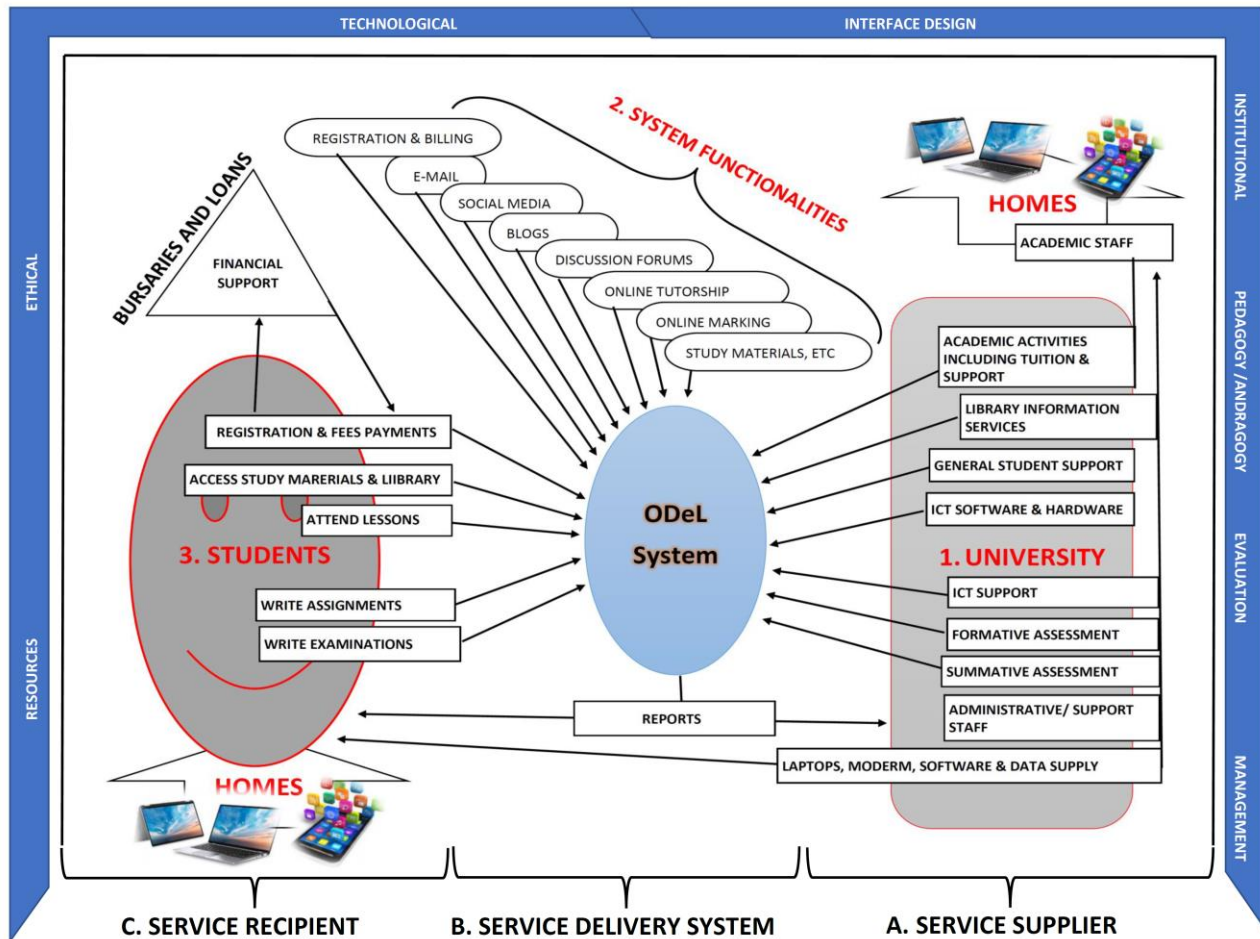 TECHNOLOGICAL
INTERFACE DESIGN
ETHICAL
RESOURCES
INSTITUTIONAL
PEDAGOGY /ANDRAGOGY
EVALUATION
MANAGEMENT
2. SYSTEM FUNCTIONALITIES
REGISTRATION & BILLING
E-MAIL
SOCIAL MEDIA
BLOGS
DISCUSSION FORUMS
ONLINE TUTORSHIP
ONLINE MARKING
STUDY MATERIALS, ETC
BURSARIES AND LOANS
FINANCIAL
SUPPORT
REGISTRATION & FEES PAYMENTS
ACCESS STUDY MARERIALS & LIIBRARY
ATTEND LESSONS
3. STUDENTS
WRITE ASSIGNMENTS
WRITE EXAMINATIONS
HOMES
ODeL
System
REPORTS
HOMES
ACADEMIC STAFF
ACADEMIC ACTIVITIES
INCLUDING TUITION &
SUPPORT
LIBRARY INFORMATION
SERVICES
GENERAL STUDENT SUPPORT
ICT SOFTWARE & HARDWARE
1. UNIVERSITY
ICT SUPPORT
FORMATIVE ASSESSMENT
SUMMATIVE ASSESSMENT
ADMINISTRATIVE/ SUPPORT
STAFF
LAPTOPS, MODERM, SOFTWARE & DATA SUPPLY
C. SERVICE RECIPIENT
B. SERVICE DELIVERY SYSTEM
A. SERVICE SUPPLIER